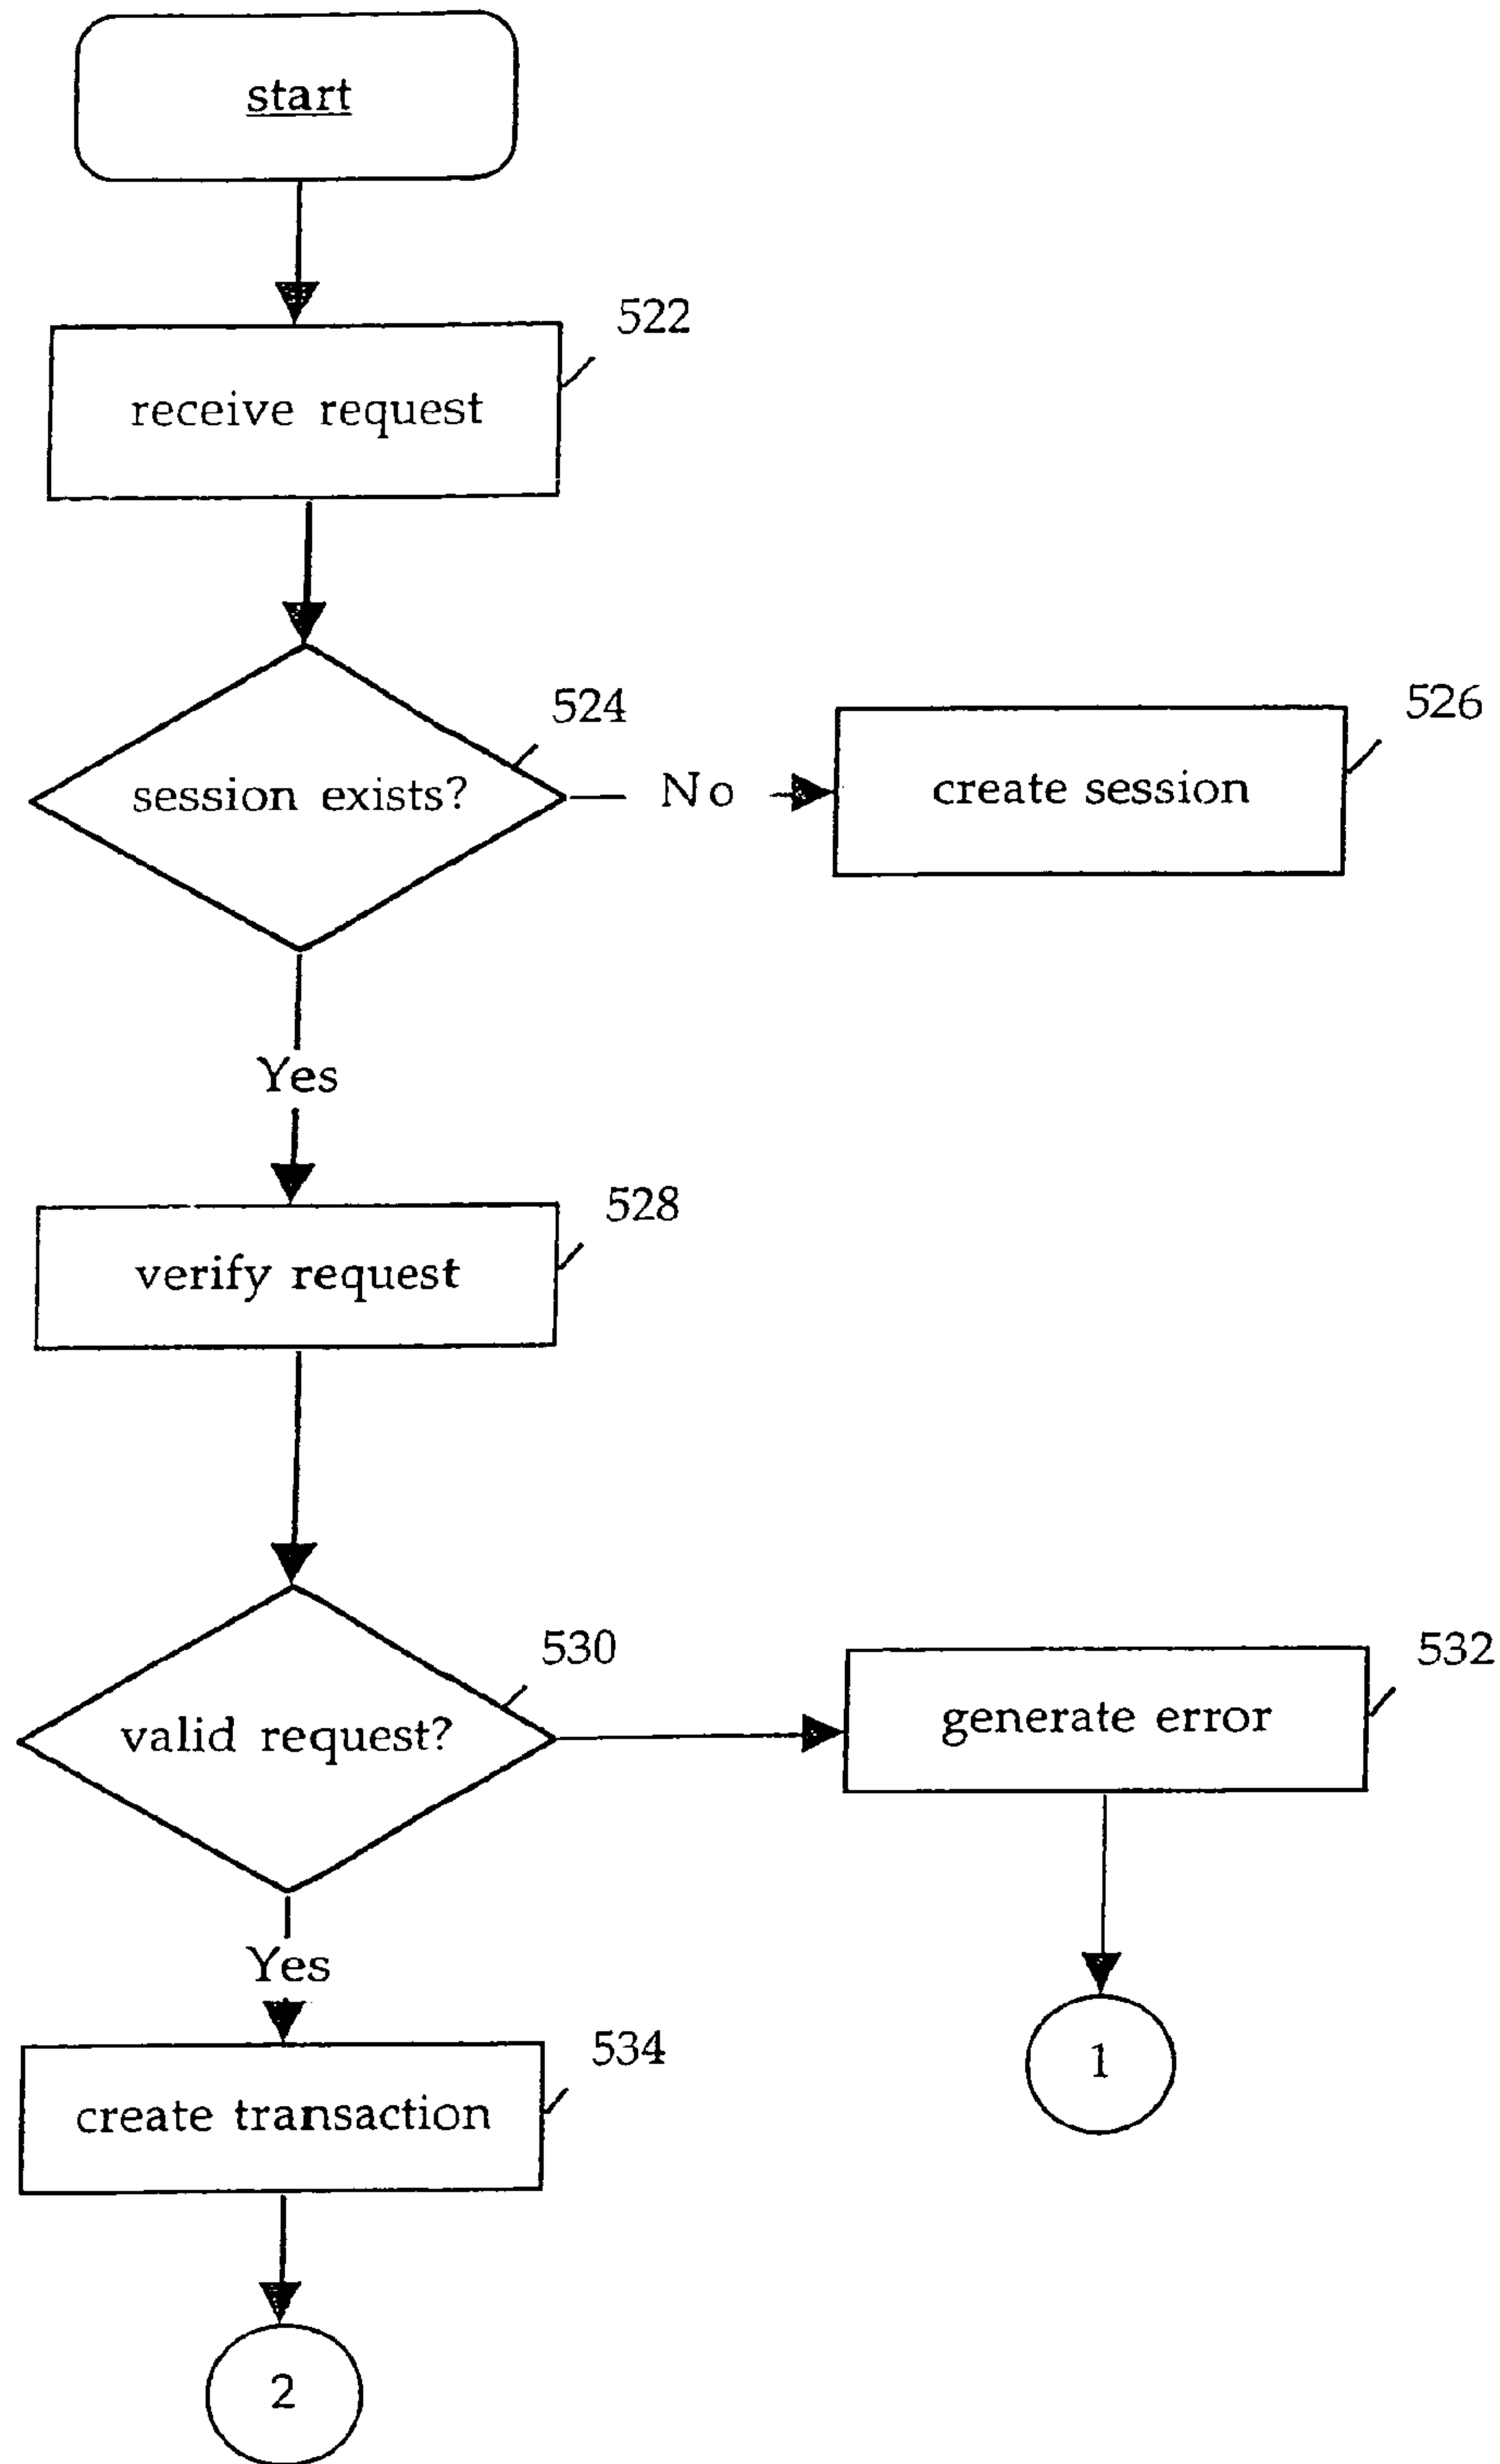 start
522
receive request
524
session exists?
No
526
create session
Yes
528
verify request
530
valid request?
532
generate error
Yes
534
create transaction
1
2